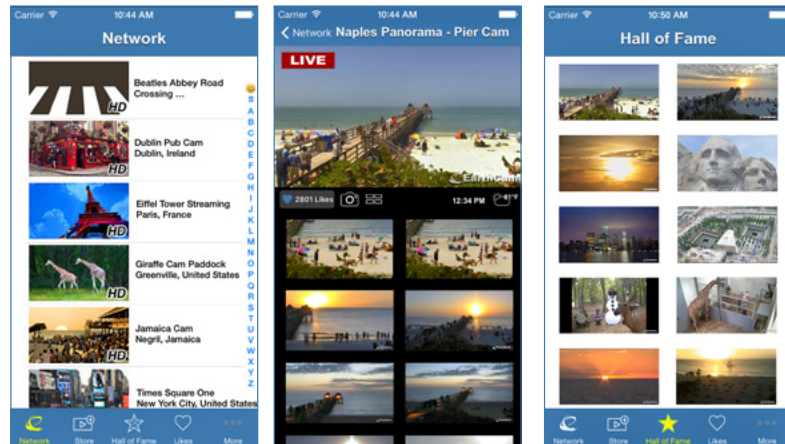 Carrier 10:44 AM
Network
Beatles Abbey Road
Crossing ...
HD
Dublin Pub Cam
Dublin, Ireland
HD
Eiffel Tower Streaming
Paris, France
HD
Giraffe Cam Paddock
Greenville, United States
HD
Jamaica Cam
Negril, Jamaica
HD
Times Square One
New York City, United States
#
A
B
C
D
E
F
G
H
I
J
K
L
M
N
O
P
Q
R
S
T
U
V
W
X
Y
Z
Network Store Hall of Fame Likes More
Carrier 10:44 AM
Network Naples Panorama - Pier Cam
LIVE
EarthCam
2801 Likes 12:34 PM 81°F
Carrier 10:50 AM
Hall of Fame
Network Store Hall of Fame Likes More